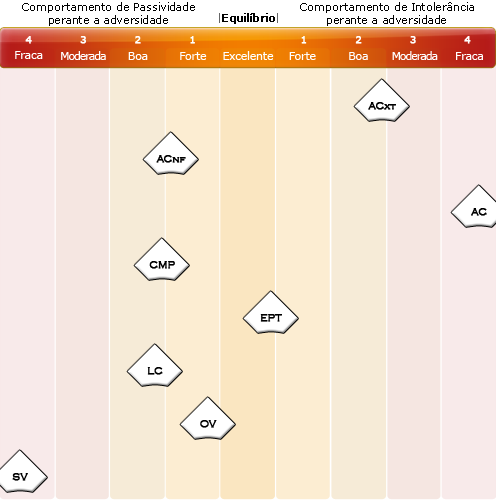 Comportamento de Passividade
perante a adversidade
|Equilíbrio|
Comportamento de Intolerância
perante a adversidade
4 3 2 1 1 2 3 4
Fraca Moderada Boa Forte Excelente Forte Boa Moderada Fraca
ACXT
ACNF
AC
CMP
EPT
LC
OV
SV